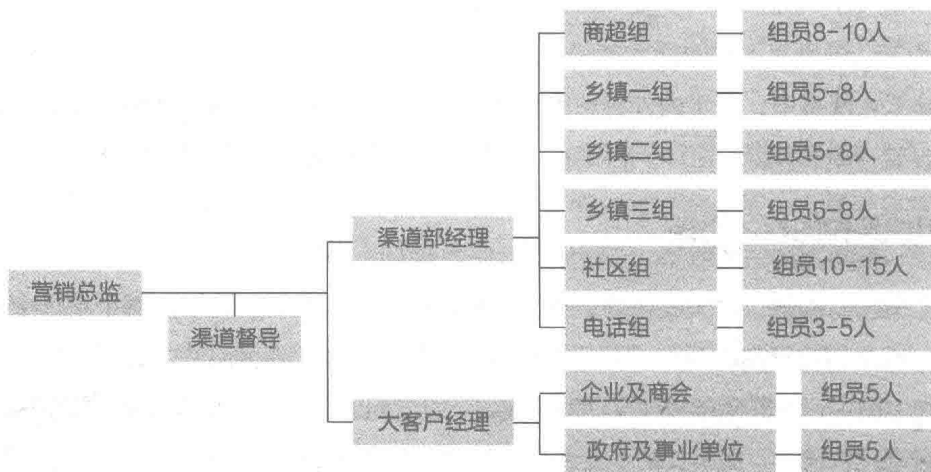 商超组 组员8-10人
乡镇一组 组员5-8人
乡镇二组 组员5-8人
乡镇三组 组员5-8人
渠道部经理
社区组 组员10-15人
营销总监
渠道督导
电话组 组员3-5人
企业及商会 组员5人
大客户经理
政府及事业单位 组员5人